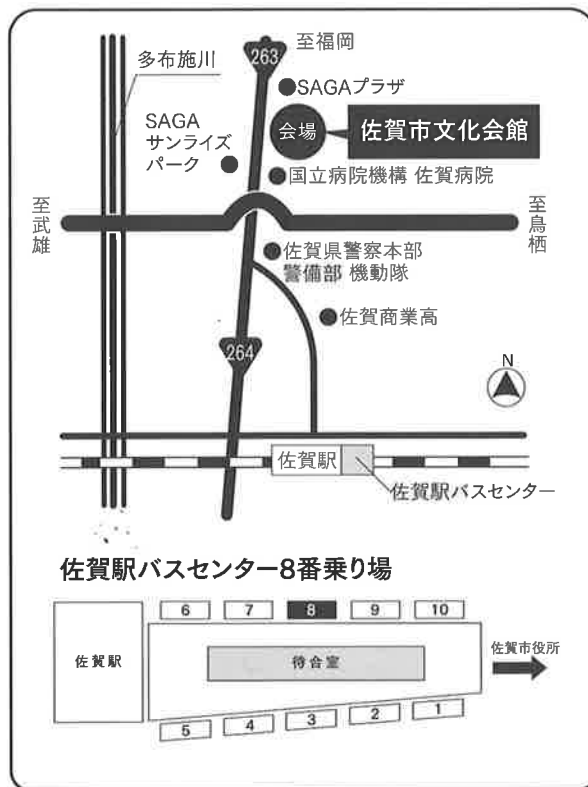 至福岡
263
多布施川
SAGAプラザ
SAGA
サンライズ
パーク
会場
佐賀市文化会館
国立病院機構 佐賀病院
至武雄
至鳥栖
佐賀県警察本部
警備部 機動隊
佐賀商業高
264
N
佐賀駅
佐賀駅バスセンター
佐賀駅バスセンター8番乗り場
6
7
8
9
10
佐賀駅
待合室
佐賀市役所
5
4
3
2
1